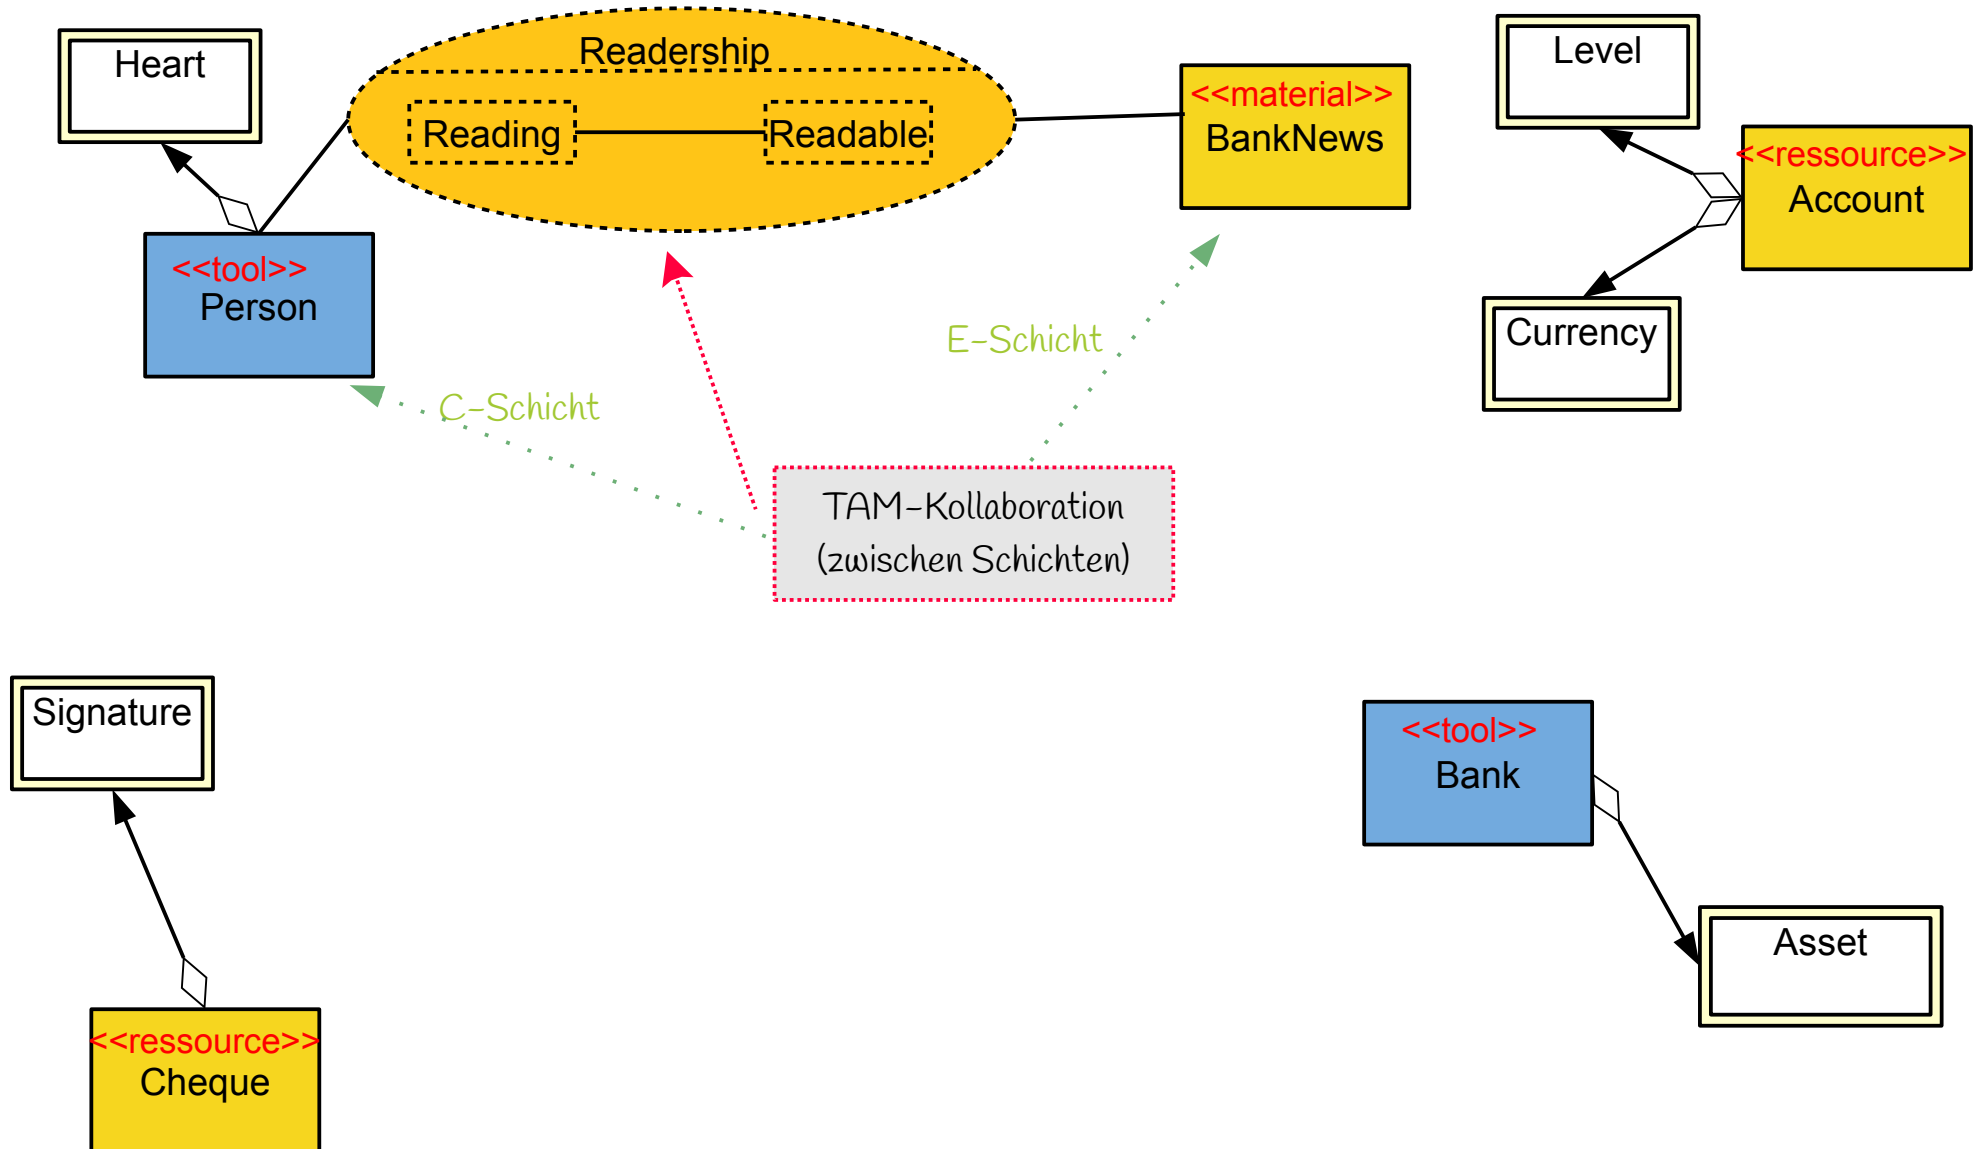 Heart
Readership
Reading
Readable
<<material>>
BankNews
Level
<<ressource>>
Account
<<tool>>
Person
Currency
E-Schicht
C-Schicht
TAM-Kollaboration
(zwischen Schichten)
Signature
<<tool>>
Bank
Asset
<<ressource>>
Cheque